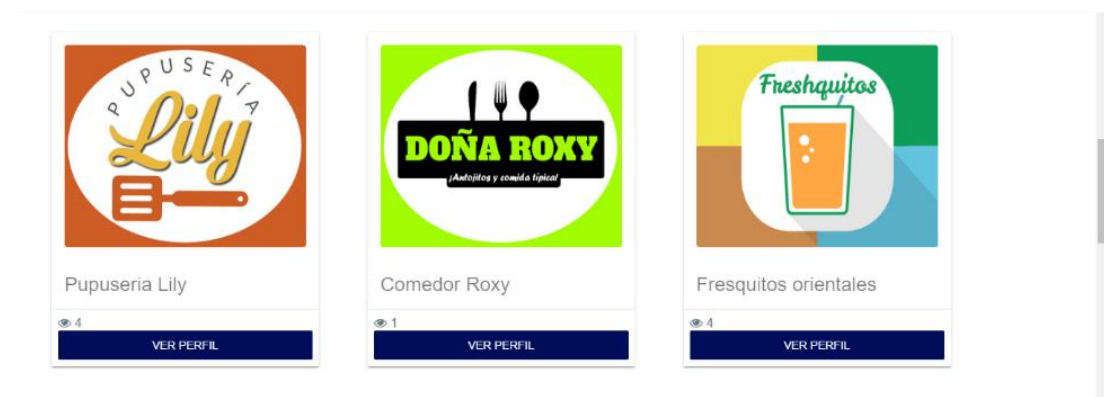 PUPUSERÍA
Lily
Pupuseria Lily
4
VER PERFIL
DOÑA ROXY
¡Antojitos y comida típica!
Comedor Roxy
1
VER PERFIL
Freshquitos
Fresquitos orientales
4
VER PERFIL